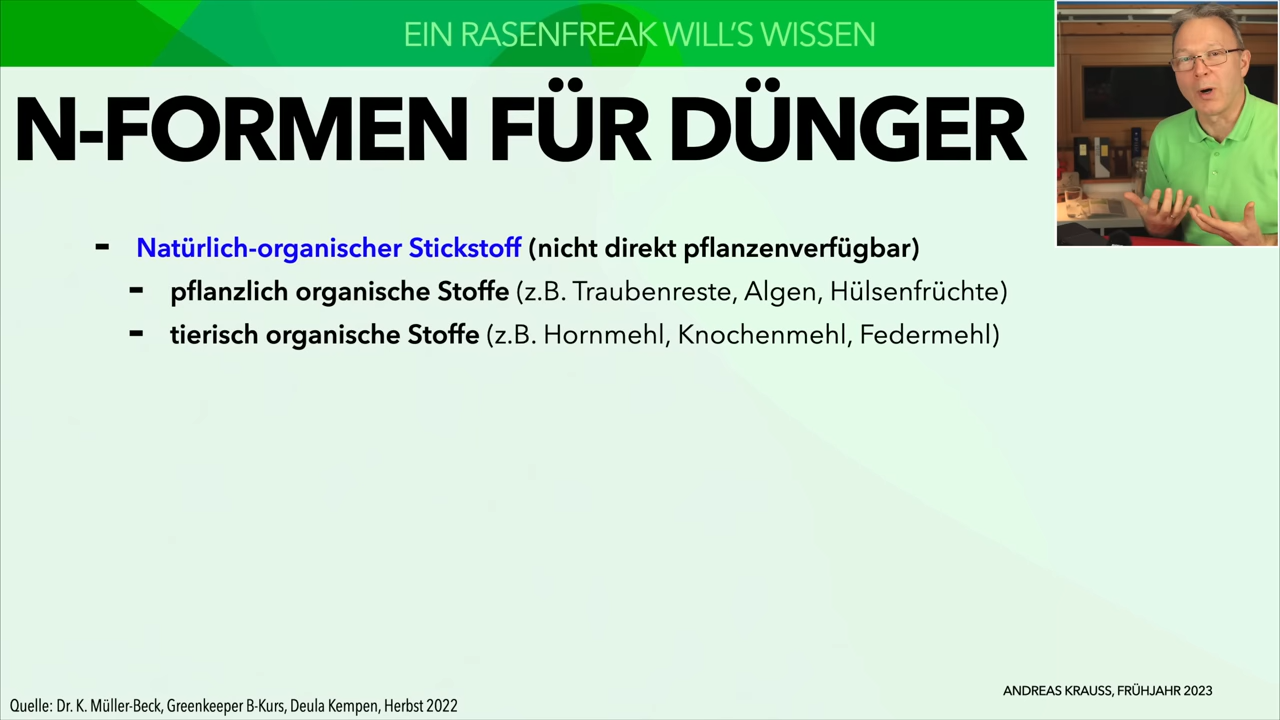 EIN RASENFREAK WILL'S WISSEN
N-FORMEN FÜR DÜNGER
- Natürlich-organischer Stickstoff (nicht direkt pflanzenverfügbar)
- pflanzlich organische Stoffe (z.B. Traubenreste, Algen, Hülsenfrüchte)
- tierisch organische Stoffe (z.B. Hornmehl, Knochenmehl, Federmehl)
ANDREAS KRAUSS, FRÜHJAHR 2023
Quelle: Dr. K. Müller-Beck, Greenkeeper B-Kurs, Deula Kempen, Herbst 2022